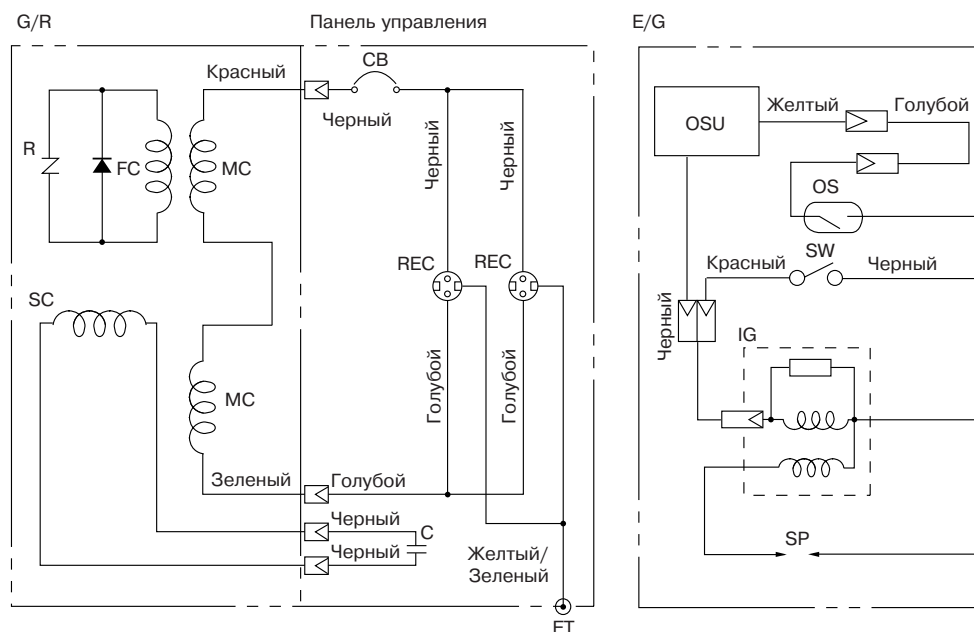 G/R
Панель управления
E/G
Красный
CB
Черный
R
FC
MC
Черный
Черный
REC
REC
SC
MC
Голубой
Голубой
Зеленый
Голубой
Черный
C
Черный
Желтый/
Зеленый
ET
OSU
Желтый
Голубой
OS
SW
Красный
Черный
Черный
IG
SP